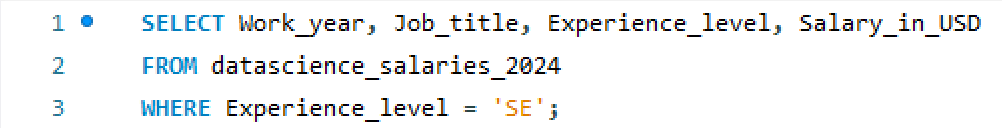 1 SELECT Work_year, Job_title, Experience_level, Salary_in_USD
2 FROM datascience_salaries_2024
3 WHERE Experience_level = 'SE';